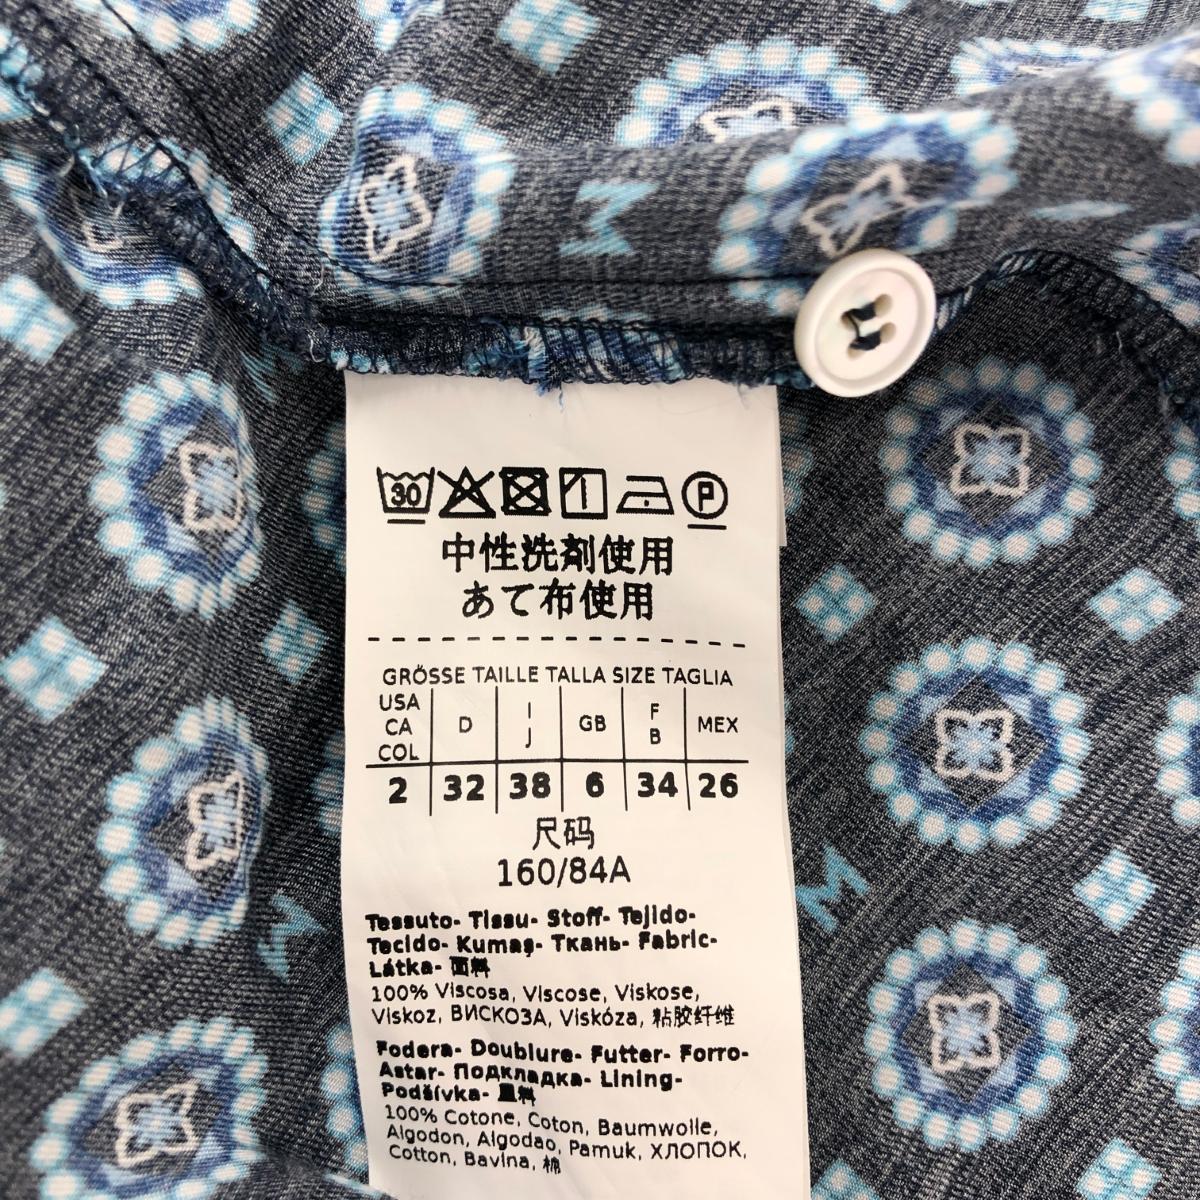 30 P
中性洗剤使用
あて布使用
GRÖSSE TAILLE TALLA SIZE TAGLIA
USA CA COL D I J GB F B MEX
2 32 38 6 34 26
尺码
160/84A
Tessuto- Tissu- Stoff- Tejido-
Tecido- Kumaş- Ткань- Fabric-
Látka- 面料
100% Viscosa, Viscose, Viskose,
Viskoz, ВИСКОЗА, Viskóza, 粘胶纤维
Fodera- Doublure- Futter- Forro-
Astar- Подкладка- Lining-
Podšívka- 里料
100% Cotone, Coton, Baumwolle,
Algodon, Algodao, Pamuk, ХЛОПОК,
Cotton, Bavlna, 棉
M
M
M